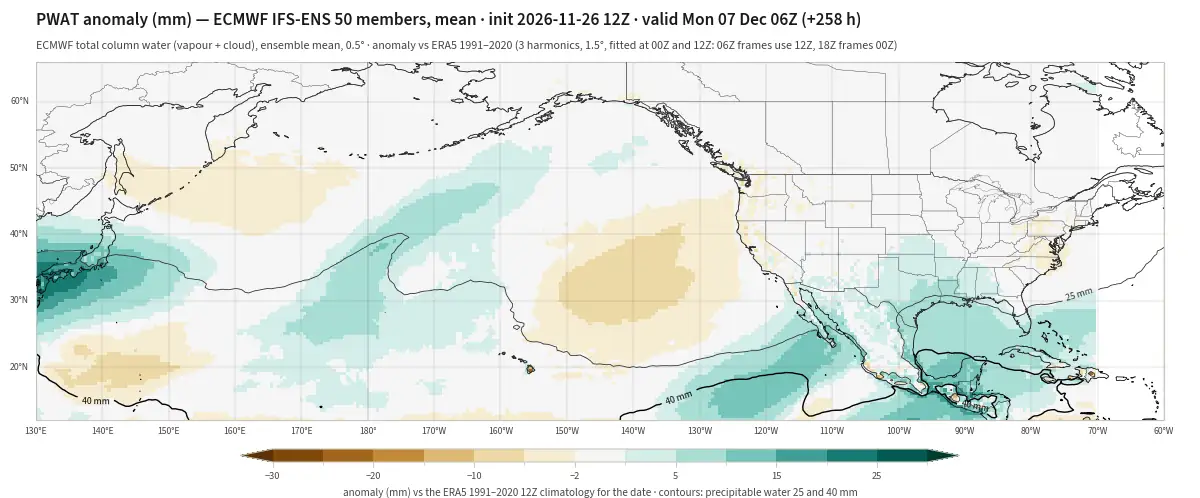 PWAT anomaly (mm) — ECMWF IFS-ENS 50 members, mean · init 2026-11-26 12Z · valid Mon 07 Dec 06Z (+258 h)
ECMWF total column water (vapour + cloud), ensemble mean, 0.5° · anomaly vs ERA5 1991–2020 (3 harmonics, 1.5°, fitted at 00Z and 12Z: 06Z frames use 12Z, 18Z frames 00Z)
60°N
50°N
40°N
30°N
25 mm
20°N
40 mm
40 mm
40 mm
130°E 140°E 150°E 160°E 170°E 180° 170°W 160°W 150°W 140°W 130°W 120°W 110°W 100°W 90°W 80°W 70°W 60°W
−30 −20 −10 −2 5 15 25
anomaly (mm) vs the ERA5 1991–2020 12Z climatology for the date · contours: precipitable water 25 and 40 mm